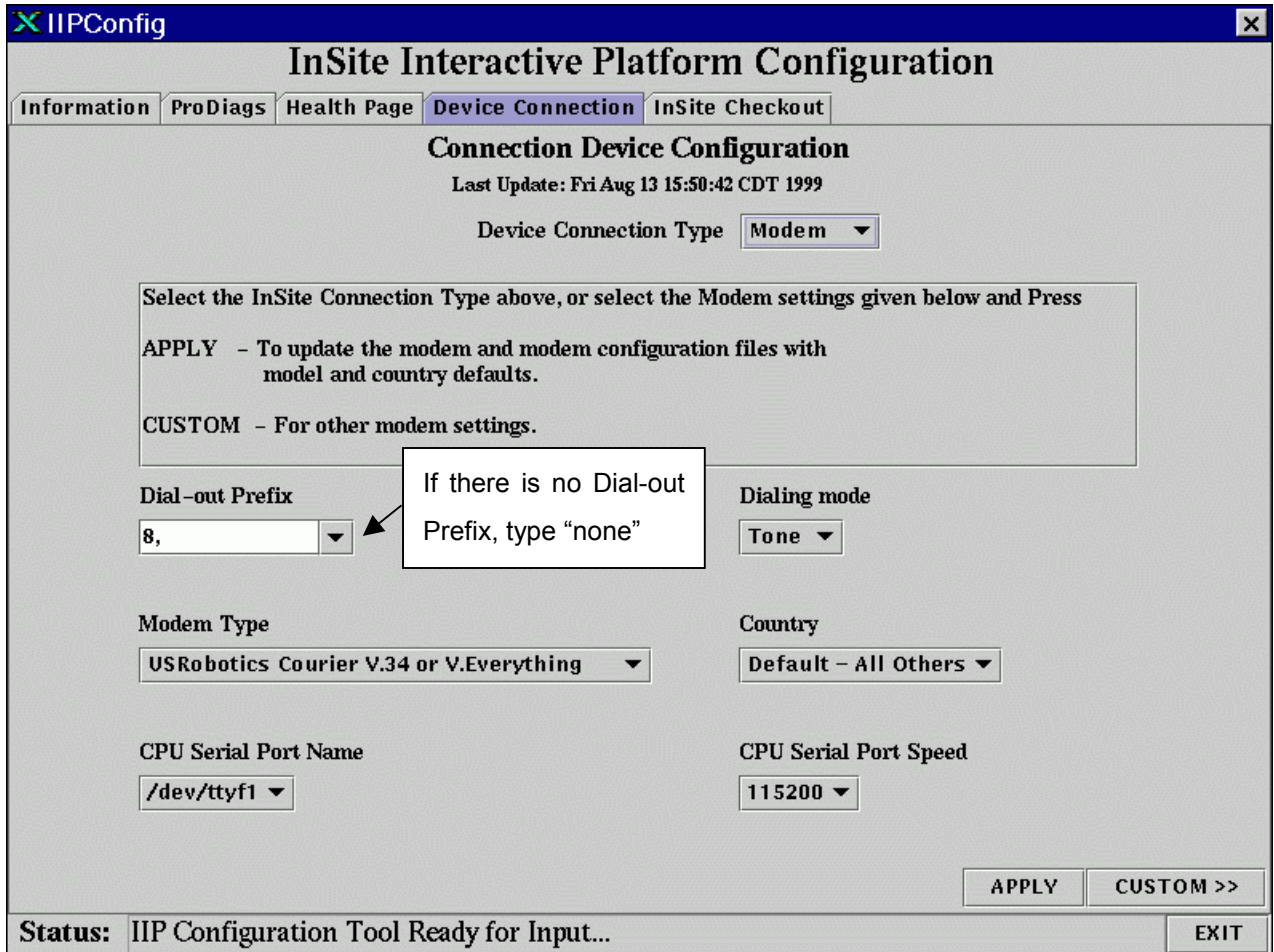 IIPConfig
InSite Interactive Platform Configuration
Information ProDiags Health Page Device Connection InSite Checkout
Connection Device Configuration
Last Update: Fri Aug 13 15:50:42 CDT 1999
Device Connection Type Modem
Select the InSite Connection Type above, or select the Modem settings given below and Press
APPLY – To update the modem and modem configuration files with
model and country defaults.
CUSTOM – For other modem settings.
If there is no Dial-out
Prefix, type “none”
Dial-out Prefix
8,
Dialing mode
Tone
Modem Type
USRobotics Courier V.34 or V.Everything
Country
Default – All Others
CPU Serial Port Name
/dev/ttyf1
CPU Serial Port Speed
115200
APPLY CUSTOM >>
Status: IIP Configuration Tool Ready for Input... EXIT